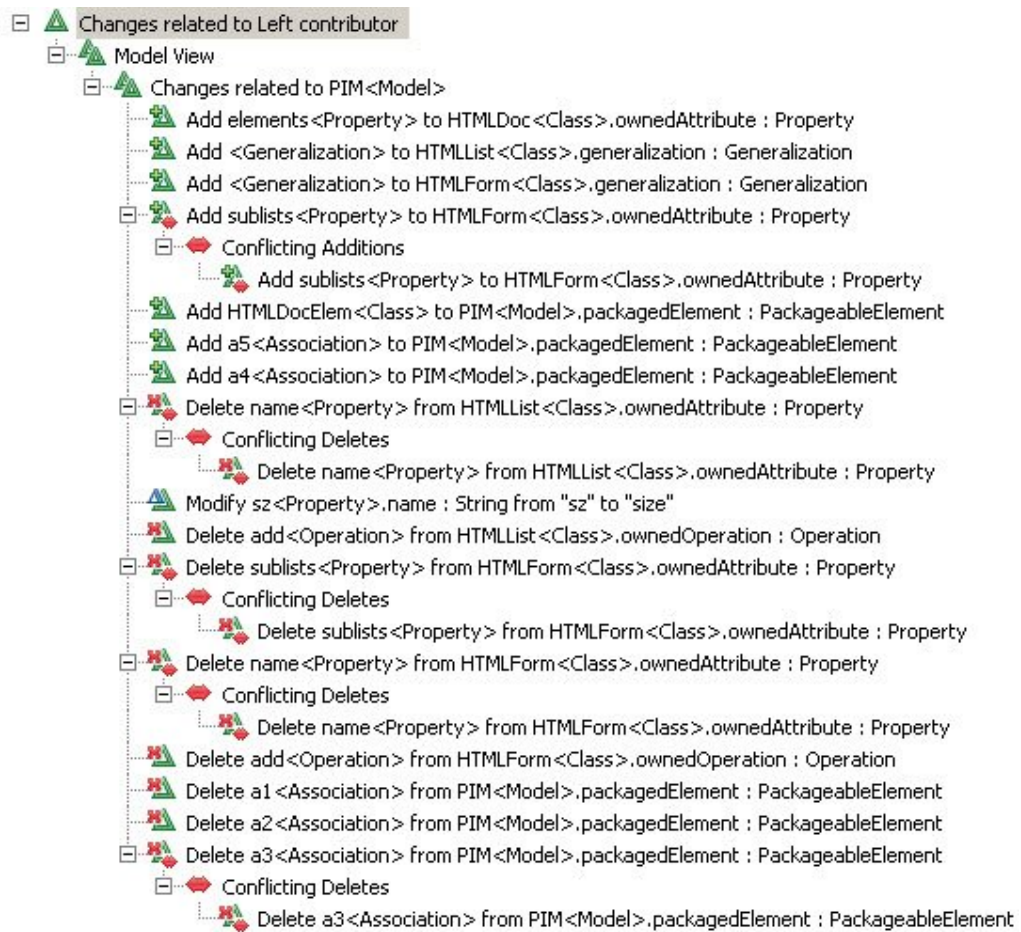 Changes related to Left contributor
Model View
Changes related to PIM<Model>
Add elements<Property> to HTMLDoc<Class>.ownedAttribute : Property
Add <Generalization> to HTMLList<Class>.generalization : Generalization
Add <Generalization> to HTMLForm<Class>.generalization : Generalization
Add sublists<Property> to HTMLForm<Class>.ownedAttribute : Property
Conflicting Additions
Add sublists<Property> to HTMLForm<Class>.ownedAttribute : Property
Add HTMLDocElem<Class> to PIM<Model>.packagedElement : PackageableElement
Add a5<Association> to PIM<Model>.packagedElement : PackageableElement
Add a4<Association> to PIM<Model>.packagedElement : PackageableElement
Delete name<Property> from HTMLList<Class>.ownedAttribute : Property
Conflicting Deletes
Delete name<Property> from HTMLList<Class>.ownedAttribute : Property
Modify sz<Property>.name : String from "sz" to "size"
Delete add<Operation> from HTMLList<Class>.ownedOperation : Operation
Delete sublists<Property> from HTMLForm<Class>.ownedAttribute : Property
Conflicting Deletes
Delete sublists<Property> from HTMLForm<Class>.ownedAttribute : Property
Delete name<Property> from HTMLForm<Class>.ownedAttribute : Property
Conflicting Deletes
Delete name<Property> from HTMLForm<Class>.ownedAttribute : Property
Delete add<Operation> from HTMLForm<Class>.ownedOperation : Operation
Delete a1<Association> from PIM<Model>.packagedElement : PackageableElement
Delete a2<Association> from PIM<Model>.packagedElement : PackageableElement
Delete a3<Association> from PIM<Model>.packagedElement : PackageableElement
Conflicting Deletes
Delete a3<Association> from PIM<Model>.packagedElement : PackageableElement